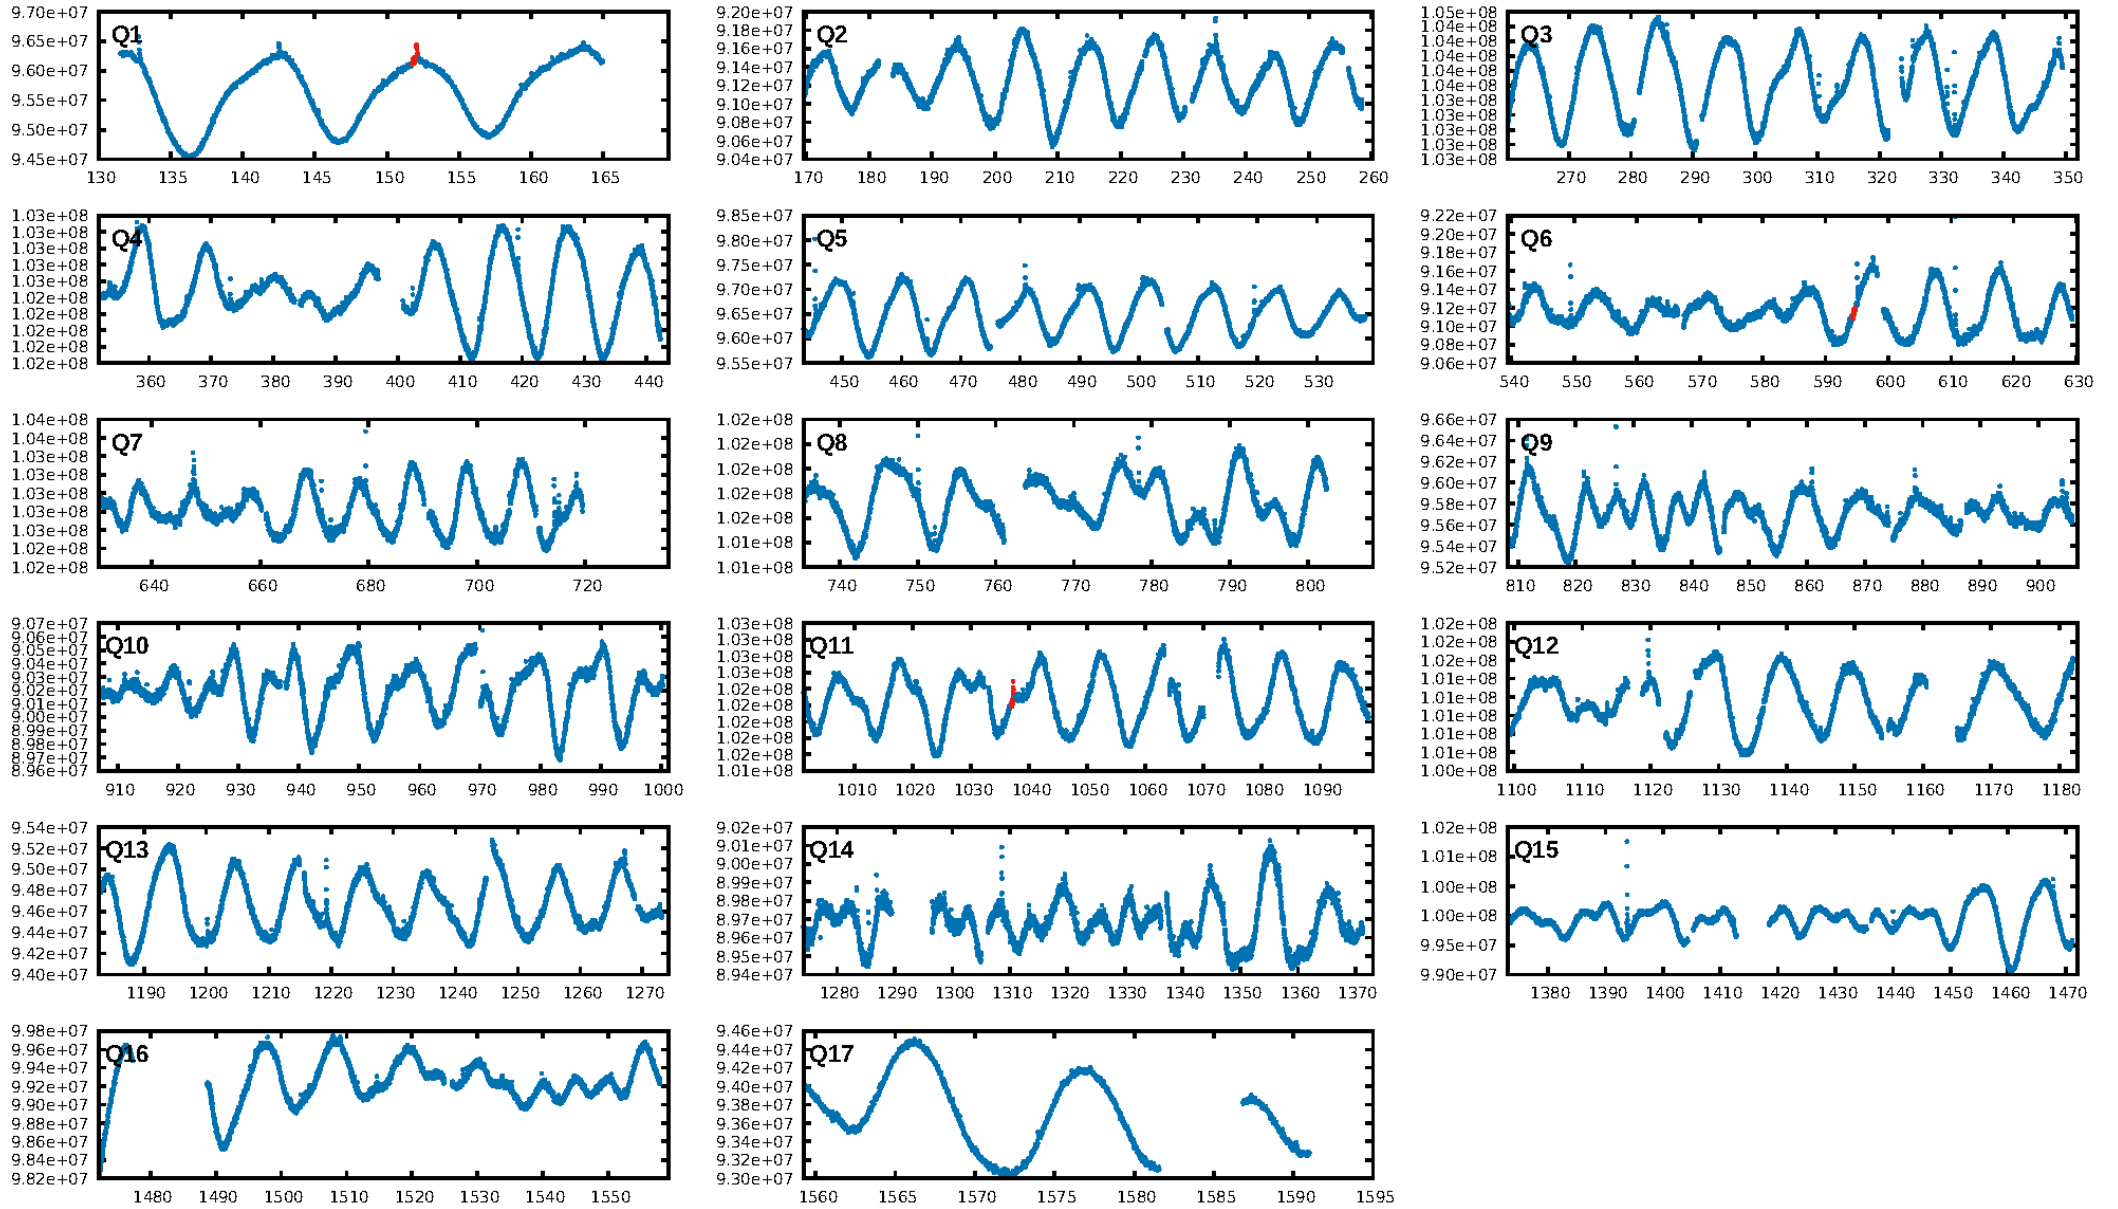 9.70e+07
9.65e+07
9.60e+07
9.55e+07
9.50e+07
9.45e+07
Q1
130 135 140 145 150 155 160 165
9.20e+07
9.18e+07
9.16e+07
9.14e+07
9.12e+07
9.10e+07
9.08e+07
9.06e+07
9.04e+07
Q2
170 180 190 200 210 220 230 240 250 260
1.05e+08
1.04e+08
1.04e+08
1.04e+08
1.04e+08
1.04e+08
1.03e+08
1.03e+08
1.03e+08
1.03e+08
1.03e+08
Q3
270 280 290 300 310 320 330 340 350
1.03e+08
1.03e+08
1.03e+08
1.03e+08
1.03e+08
1.02e+08
1.02e+08
1.02e+08
1.02e+08
1.02e+08
Q4
360 370 380 390 400 410 420 430 440
9.85e+07
9.80e+07
9.75e+07
9.70e+07
9.65e+07
9.60e+07
9.55e+07
Q5
450 460 470 480 490 500 510 520 530
9.22e+07
9.20e+07
9.18e+07
9.16e+07
9.14e+07
9.12e+07
9.10e+07
9.08e+07
9.06e+07
Q6
540 550 560 570 580 590 600 610 620 630
1.04e+08
1.04e+08
1.03e+08
1.03e+08
1.03e+08
1.03e+08
1.03e+08
1.02e+08
1.02e+08
Q7
640 660 680 700 720
1.02e+08
1.02e+08
1.02e+08
1.02e+08
1.02e+08
1.01e+08
1.01e+08
Q8
740 750 760 770 780 790 800
9.66e+07
9.64e+07
9.62e+07
9.60e+07
9.58e+07
9.56e+07
9.54e+07
9.52e+07
Q9
810 820 830 840 850 860 870 880 890 900
9.07e+07
9.06e+07
9.05e+07
9.04e+07
9.03e+07
9.02e+07
9.01e+07
9.00e+07
8.99e+07
8.98e+07
8.97e+07
8.96e+07
Q10
910 920 930 940 950 960 970 980 990 1000
1.03e+08
1.03e+08
1.03e+08
1.02e+08
1.02e+08
1.02e+08
1.02e+08
1.02e+08
1.02e+08
1.01e+08
Q11
1010 1020 1030 1040 1050 1060 1070 1080 1090
1.02e+08
1.02e+08
1.02e+08
1.01e+08
1.01e+08
1.01e+08
1.01e+08
1.01e+08
1.00e+08
Q12
1100 1110 1120 1130 1140 1150 1160 1170 1180
9.54e+07
9.52e+07
9.50e+07
9.48e+07
9.46e+07
9.44e+07
9.42e+07
9.40e+07
Q13
1190 1200 1210 1220 1230 1240 1250 1260 1270
9.02e+07
9.01e+07
9.00e+07
8.99e+07
8.98e+07
8.97e+07
8.96e+07
8.95e+07
8.94e+07
Q14
1280 1290 1300 1310 1320 1330 1340 1350 1360 1370
1.02e+08
1.01e+08
1.00e+08
1.00e+08
9.95e+07
9.90e+07
Q15
1380 1390 1400 1410 1420 1430 1440 1450 1460 1470
9.98e+07
9.96e+07
9.94e+07
9.92e+07
9.90e+07
9.88e+07
9.86e+07
9.84e+07
9.82e+07
Q16
1480 1490 1500 1510 1520 1530 1540 1550
9.46e+07
9.44e+07
9.42e+07
9.40e+07
9.38e+07
9.36e+07
9.34e+07
9.32e+07
9.30e+07
Q17
1560 1565 1570 1575 1580 1585 1590 1595